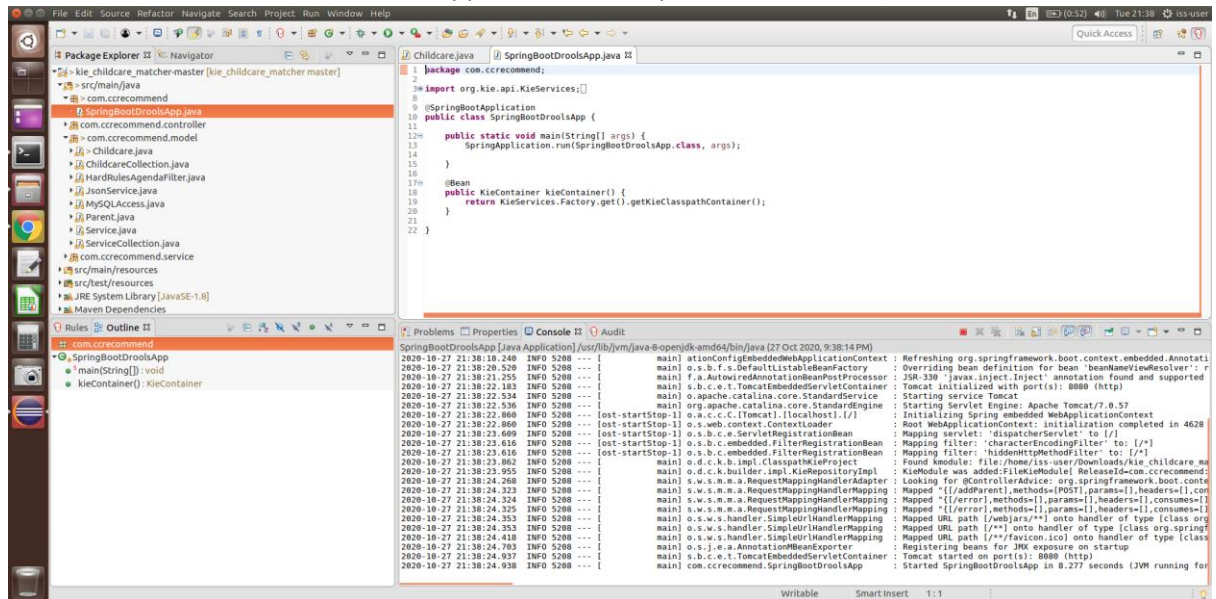 File Edit Source Refactor Navigate Search Project Run Window Help
En (0:52) Tue 21:38 iss-user
Quick Access
Package Explorer Navigator
> kie_childcare_matcher-master [kie_childcare_matcher master]
> src/main/java
> com.ccrecommend
SpringBootDroolsApp.java
com.ccrecommend.controller
> com.ccrecommend.model
> Childcare.java
ChildcareCollection.java
HardRulesAgendaFilter.java
JsonService.java
MySQLAccess.java
Parent.java
Service.java
ServiceCollection.java
com.ccrecommend.service
src/main/resources
src/test/resources
JRE System Library [JavaSE-1.8]
Maven Dependencies
Childcare.java SpringBootDroolsApp.java
1 package com.ccrecommend;
2
3 import org.kie.api.KieServices;
8
9 @SpringBootApplication
10 public class SpringBootDroolsApp {
11
12 public static void main(String[] args) {
13 SpringApplication.run(SpringBootDroolsApp.class, args);
14
15 }
16
17 @Bean
18 public KieContainer kieContainer() {
19 return KieServices.Factory.get().getKieClasspathContainer();
20 }
21
22 }
Rules Outline
com.ccrecommend
SpringBootDroolsApp
main(String[]) : void
kieContainer() : KieContainer
Problems Properties Console Audit
SpringBootDroolsApp [Java Application] /usr/lib/jvm/java-8-openjdk-amd64/bin/java (27 Oct 2020, 9:38:14 PM)
2020-10-27 21:38:18.240 INFO 5208 --- [ main] ationConfigEmbeddedWebApplicationContext : Refreshing org.springframework.boot.context.embedded.Annotati
2020-10-27 21:38:20.520 INFO 5208 --- [ main] o.s.b.f.s.DefaultListableBeanFactory : Overriding bean definition for bean 'beanNameViewResolver': r
2020-10-27 21:38:21.255 INFO 5208 --- [ main] f.a.AutowiredAnnotationBeanPostProcessor : JSR-330 'javax.inject.Inject' annotation found and supported
2020-10-27 21:38:22.183 INFO 5208 --- [ main] s.b.c.e.t.TomcatEmbeddedServletContainer : Tomcat initialized with port(s): 8080 (http)
2020-10-27 21:38:22.534 INFO 5208 --- [ main] o.apache.catalina.core.StandardService : Starting service Tomcat
2020-10-27 21:38:22.536 INFO 5208 --- [ main] org.apache.catalina.core.StandardEngine : Starting Servlet Engine: Apache Tomcat/7.0.57
2020-10-27 21:38:22.860 INFO 5208 --- [ost-startStop-1] o.a.c.c.C.[Tomcat].[localhost].[/] : Initializing Spring embedded WebApplicationContext
2020-10-27 21:38:22.860 INFO 5208 --- [ost-startStop-1] o.s.web.context.ContextLoader : Root WebApplicationContext: initialization completed in 4628
2020-10-27 21:38:23.609 INFO 5208 --- [ost-startStop-1] o.s.b.c.e.ServletRegistrationBean : Mapping servlet: 'dispatcherServlet' to [/]
2020-10-27 21:38:23.616 INFO 5208 --- [ost-startStop-1] o.s.b.c.embedded.FilterRegistrationBean : Mapping filter: 'characterEncodingFilter' to: [/*]
2020-10-27 21:38:23.616 INFO 5208 --- [ost-startStop-1] o.s.b.c.embedded.FilterRegistrationBean : Mapping filter: 'hiddenHttpMethodFilter' to: [/*]
2020-10-27 21:38:23.862 INFO 5208 --- [ main] o.d.c.k.b.impl.ClasspathKieProject : Found kmodule: file:/home/iss-user/Downloads/kie_childcare_ma
2020-10-27 21:38:23.955 INFO 5208 --- [ main] o.d.c.k.builder.impl.KieRepositoryImpl : KieModule was added:FileKieModule[ ReleaseId=com.ccrecommend:
2020-10-27 21:38:24.268 INFO 5208 --- [ main] s.w.s.m.m.a.RequestMappingHandlerAdapter : Looking for @ControllerAdvice: org.springframework.boot.conte
2020-10-27 21:38:24.323 INFO 5208 --- [ main] s.w.s.m.m.a.RequestMappingHandlerMapping : Mapped "{[/addParent],methods=[POST],params=[],headers=[],con
2020-10-27 21:38:24.324 INFO 5208 --- [ main] s.w.s.m.m.a.RequestMappingHandlerMapping : Mapped "{[/error],methods=[],params=[],headers=[],consumes=[]
2020-10-27 21:38:24.325 INFO 5208 --- [ main] s.w.s.m.m.a.RequestMappingHandlerMapping : Mapped "{[/error],methods=[],params=[],headers=[],consumes=[]
2020-10-27 21:38:24.353 INFO 5208 --- [ main] o.s.w.s.handler.SimpleUrlHandlerMapping : Mapped URL path [/webjars/**] onto handler of type [class org
2020-10-27 21:38:24.353 INFO 5208 --- [ main] o.s.w.s.handler.SimpleUrlHandlerMapping : Mapped URL path [/**] onto handler of type [class org.springf
2020-10-27 21:38:24.418 INFO 5208 --- [ main] o.s.w.s.handler.SimpleUrlHandlerMapping : Mapped URL path [/**/favicon.ico] onto handler of type [class
2020-10-27 21:38:24.703 INFO 5208 --- [ main] o.s.j.e.a.AnnotationMBeanExporter : Registering beans for JMX exposure on startup
2020-10-27 21:38:24.937 INFO 5208 --- [ main] s.b.c.e.t.TomcatEmbeddedServletContainer : Tomcat started on port(s): 8080 (http)
2020-10-27 21:38:24.938 INFO 5208 --- [ main] com.ccrecommend.SpringBootDroolsApp : Started SpringBootDroolsApp in 8.277 seconds (JVM running for
Writable Smart Insert 1 : 1